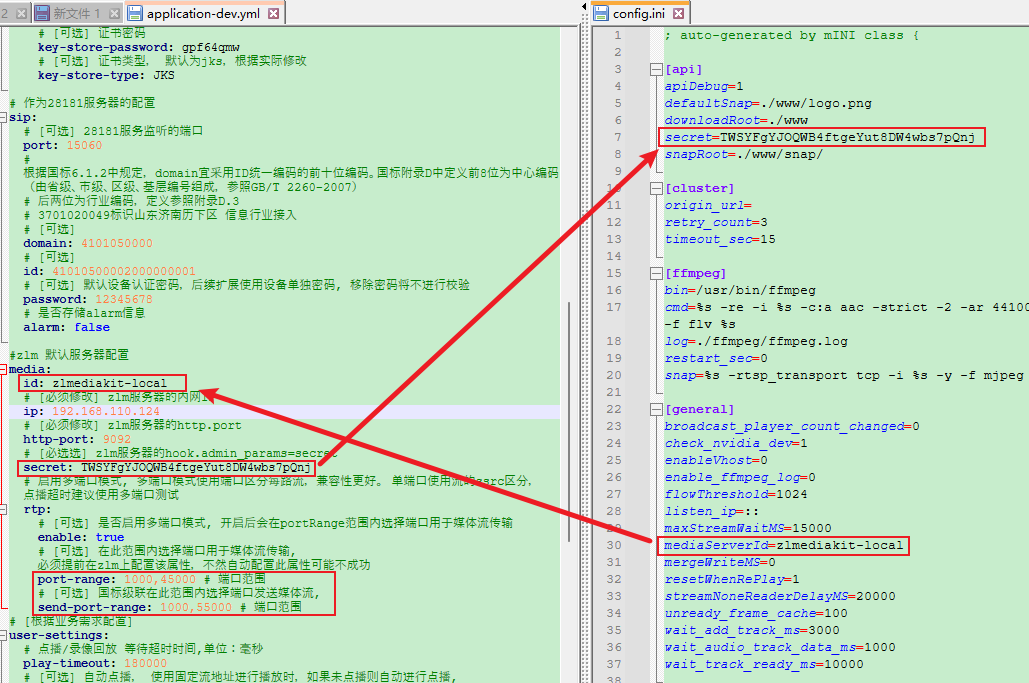 2
新文件 1
application-dev.yml
# [可选] 证书密码
key-store-password: gpf64qmw
# [可选] 证书类型, 默认为jks，根据实际修改
key-store-type: JKS
# 作为28181服务器的配置
sip:
# [可选] 28181服务监听的端口
port: 15060
#
根据国标6.1.2中规定，domain宜采用ID统一编码的前十位编码。国标附录D中定义前8位为中心编码
（由省级、市级、区级、基层编号组成，参照GB/T 2260-2007）
# 后两位为行业编码，定义参照附录D.3
# 3701020049标识山东济南历下区 信息行业接入
# [可选]
domain: 4101050000
# [可选]
id: 41010500002000000001
# [可选] 默认设备认证密码，后续扩展使用设备单独密码, 移除密码将不进行校验
password: 12345678
# 是否存储alarm信息
alarm: false
#zlm 默认服务器配置
media:
id: zlmediakit-local
# [必须修改] zlm服务器的内网I
ip: 192.168.110.124
# [必须修改] zlm服务器的http.port
http-port: 9092
# [必选选] zlm服务器的hook.admin_params=secret
secret: TWSYFgYJOQWB4ftgeYut8DW4wbs7pQnj
# 启用多端口模式, 多端口模式使用端口区分每路流，兼容性更好。 单端口使用流的ssrc区分，
点播超时建议使用多端口测试
rtp:
# [可选] 是否启用多端口模式, 开启后会在portRange范围内选择端口用于媒体流传输
enable: true
# [可选] 在此范围内选择端口用于媒体流传输,
必须提前在zlm上配置该属性，不然自动配置此属性可能不成功
port-range: 1000,45000 # 端口范围
# [可选] 国标级联在此范围内选择端口发送媒体流,
send-port-range: 1000,55000 # 端口范围
# [根据业务需求配置]
user-settings:
# 点播/录像回放 等待超时时间,单位：毫秒
play-timeout: 180000
# [可选] 自动点播， 使用固定流地址进行播放时，如果未点播则自动进行点播,
config.ini
1 ; auto-generated by mINI class {
2
3 [api]
4 apiDebug=1
5 defaultSnap=./www/logo.png
6 downloadRoot=./www
7 secret=TWSYFgYJOQWB4ftgeYut8DW4wbs7pQnj
8 snapRoot=./www/snap/
9
10 [cluster]
11 origin_url=
12 retry_count=3
13 timeout_sec=15
14
15 [ffmpeg]
16 bin=/usr/bin/ffmpeg
17 cmd=%s -re -i %s -c:a aac -strict -2 -ar 44100
-f flv %s
18 log=./ffmpeg/ffmpeg.log
19 restart_sec=0
20 snap=%s -rtsp_transport tcp -i %s -y -f mjpeg
21
22 [general]
23 broadcast_player_count_changed=0
24 check_nvidia_dev=1
25 enableVhost=0
26 enable_ffmpeg_log=0
27 flowThreshold=1024
28 listen_ip=::
29 maxStreamWaitMS=15000
30 mediaServerId=zlmediakit-local
31 mergeWriteMS=0
32 resetWhenRePlay=1
33 streamNoneReaderDelayMS=20000
34 unready_frame_cache=100
35 wait_add_track_ms=3000
36 wait_audio_track_data_ms=1000
37 wait_track_ready_ms=10000
38